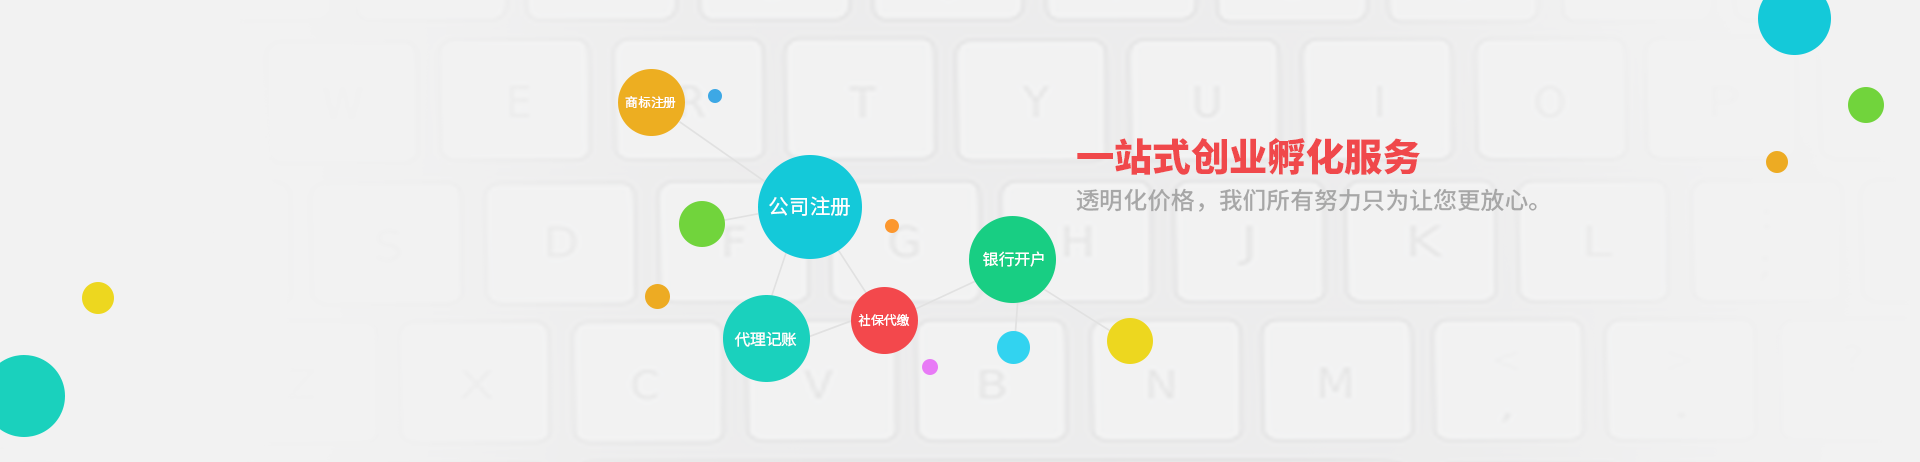 商标注册
一站式创业孵化服务
透明化价格，我们所有努力只为让您更放心。
公司注册
银行开户
社保代缴
代理记账
W E R T Y U I O P
S D F G H J K L
X C V B N M < ,